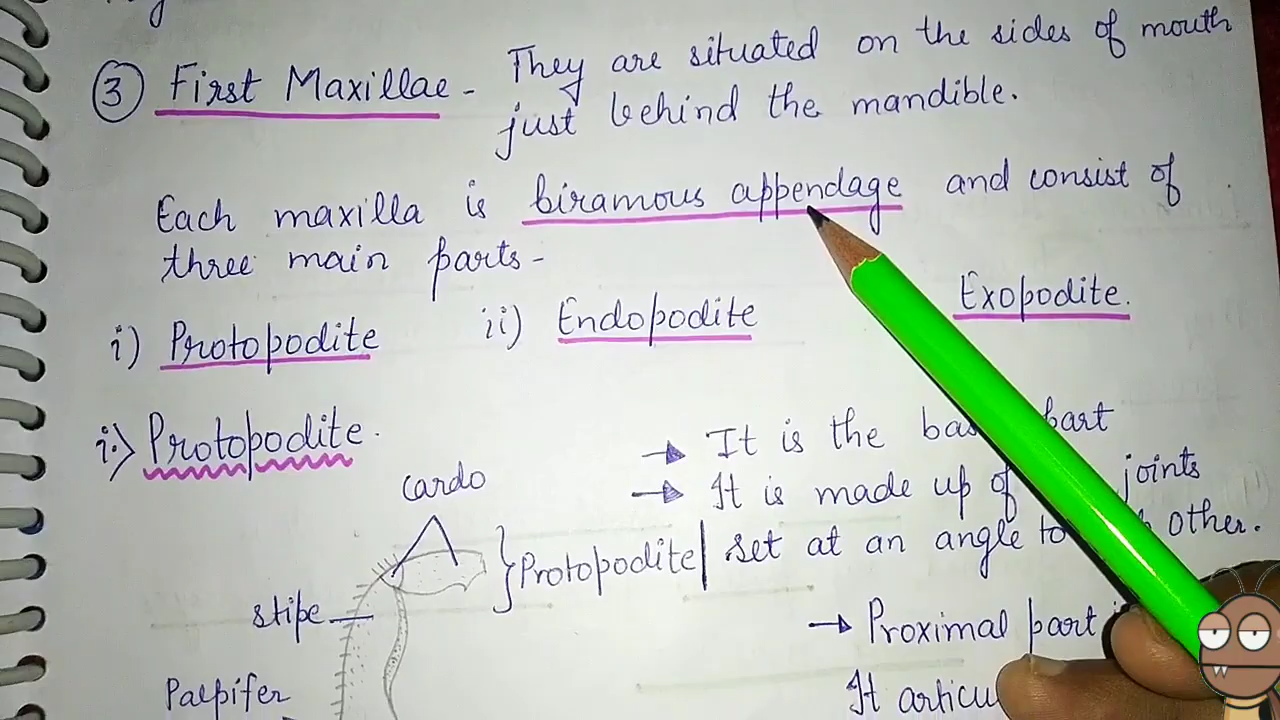 ③ First Maxillae - They are situated on the sides of mouth
just behind the mandible.
Each maxilla is biramous appendage and consist of
three main parts -
i) Protopodite ii) Endopodite Exopodite.
i.> Protopodite.
→ It is the part
cardo
→ It is made up of joints
} Protopodite | set at an angle to other.
stipe
→ Proximal part
Palpifer
It